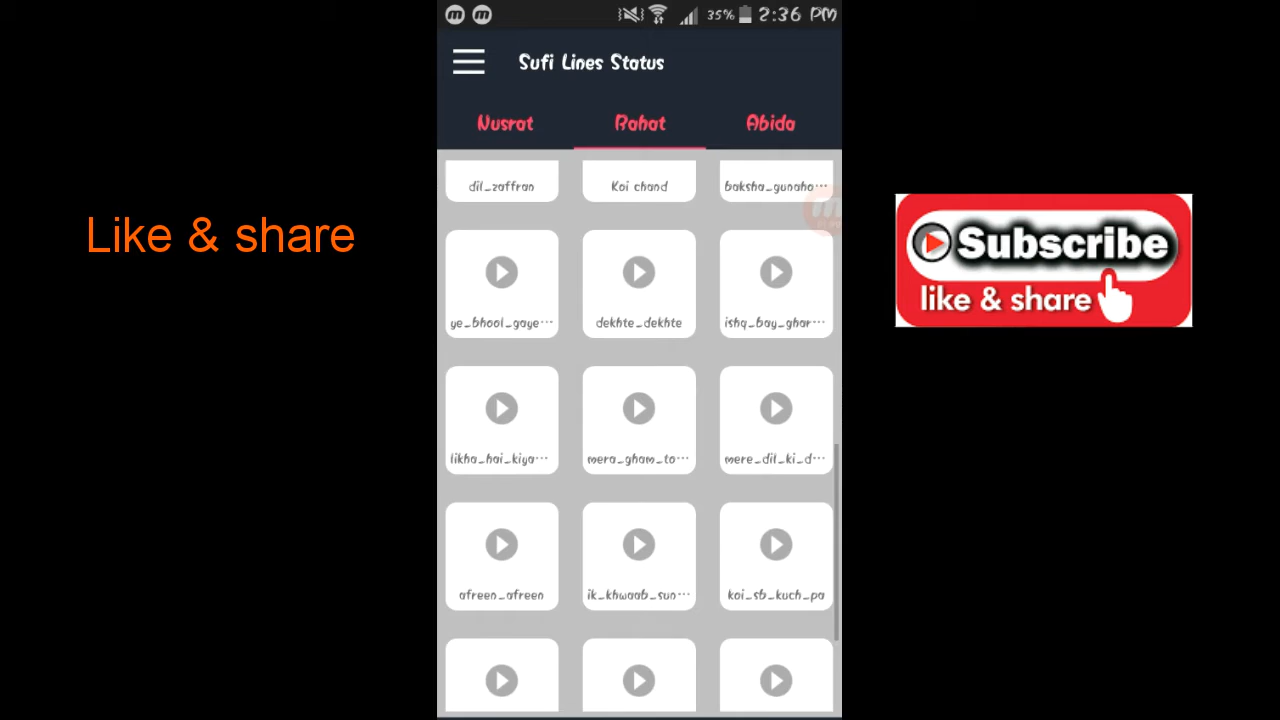 35% 2:36 PM
Sufi Lines Status
Nusrat Rahat Abida
dil_zaffran Koi chand baksha_gunaho...
ye_bhool_gaye... dekhte_dekhte ishq_bay_ghar...
Like & share
Subscribe
like & share
likha_hai_kiya... mera_gham_to... mere_dil_ki_d...
afreen_afreen ik_khwaab_sun... koi_sb_kuch_pa